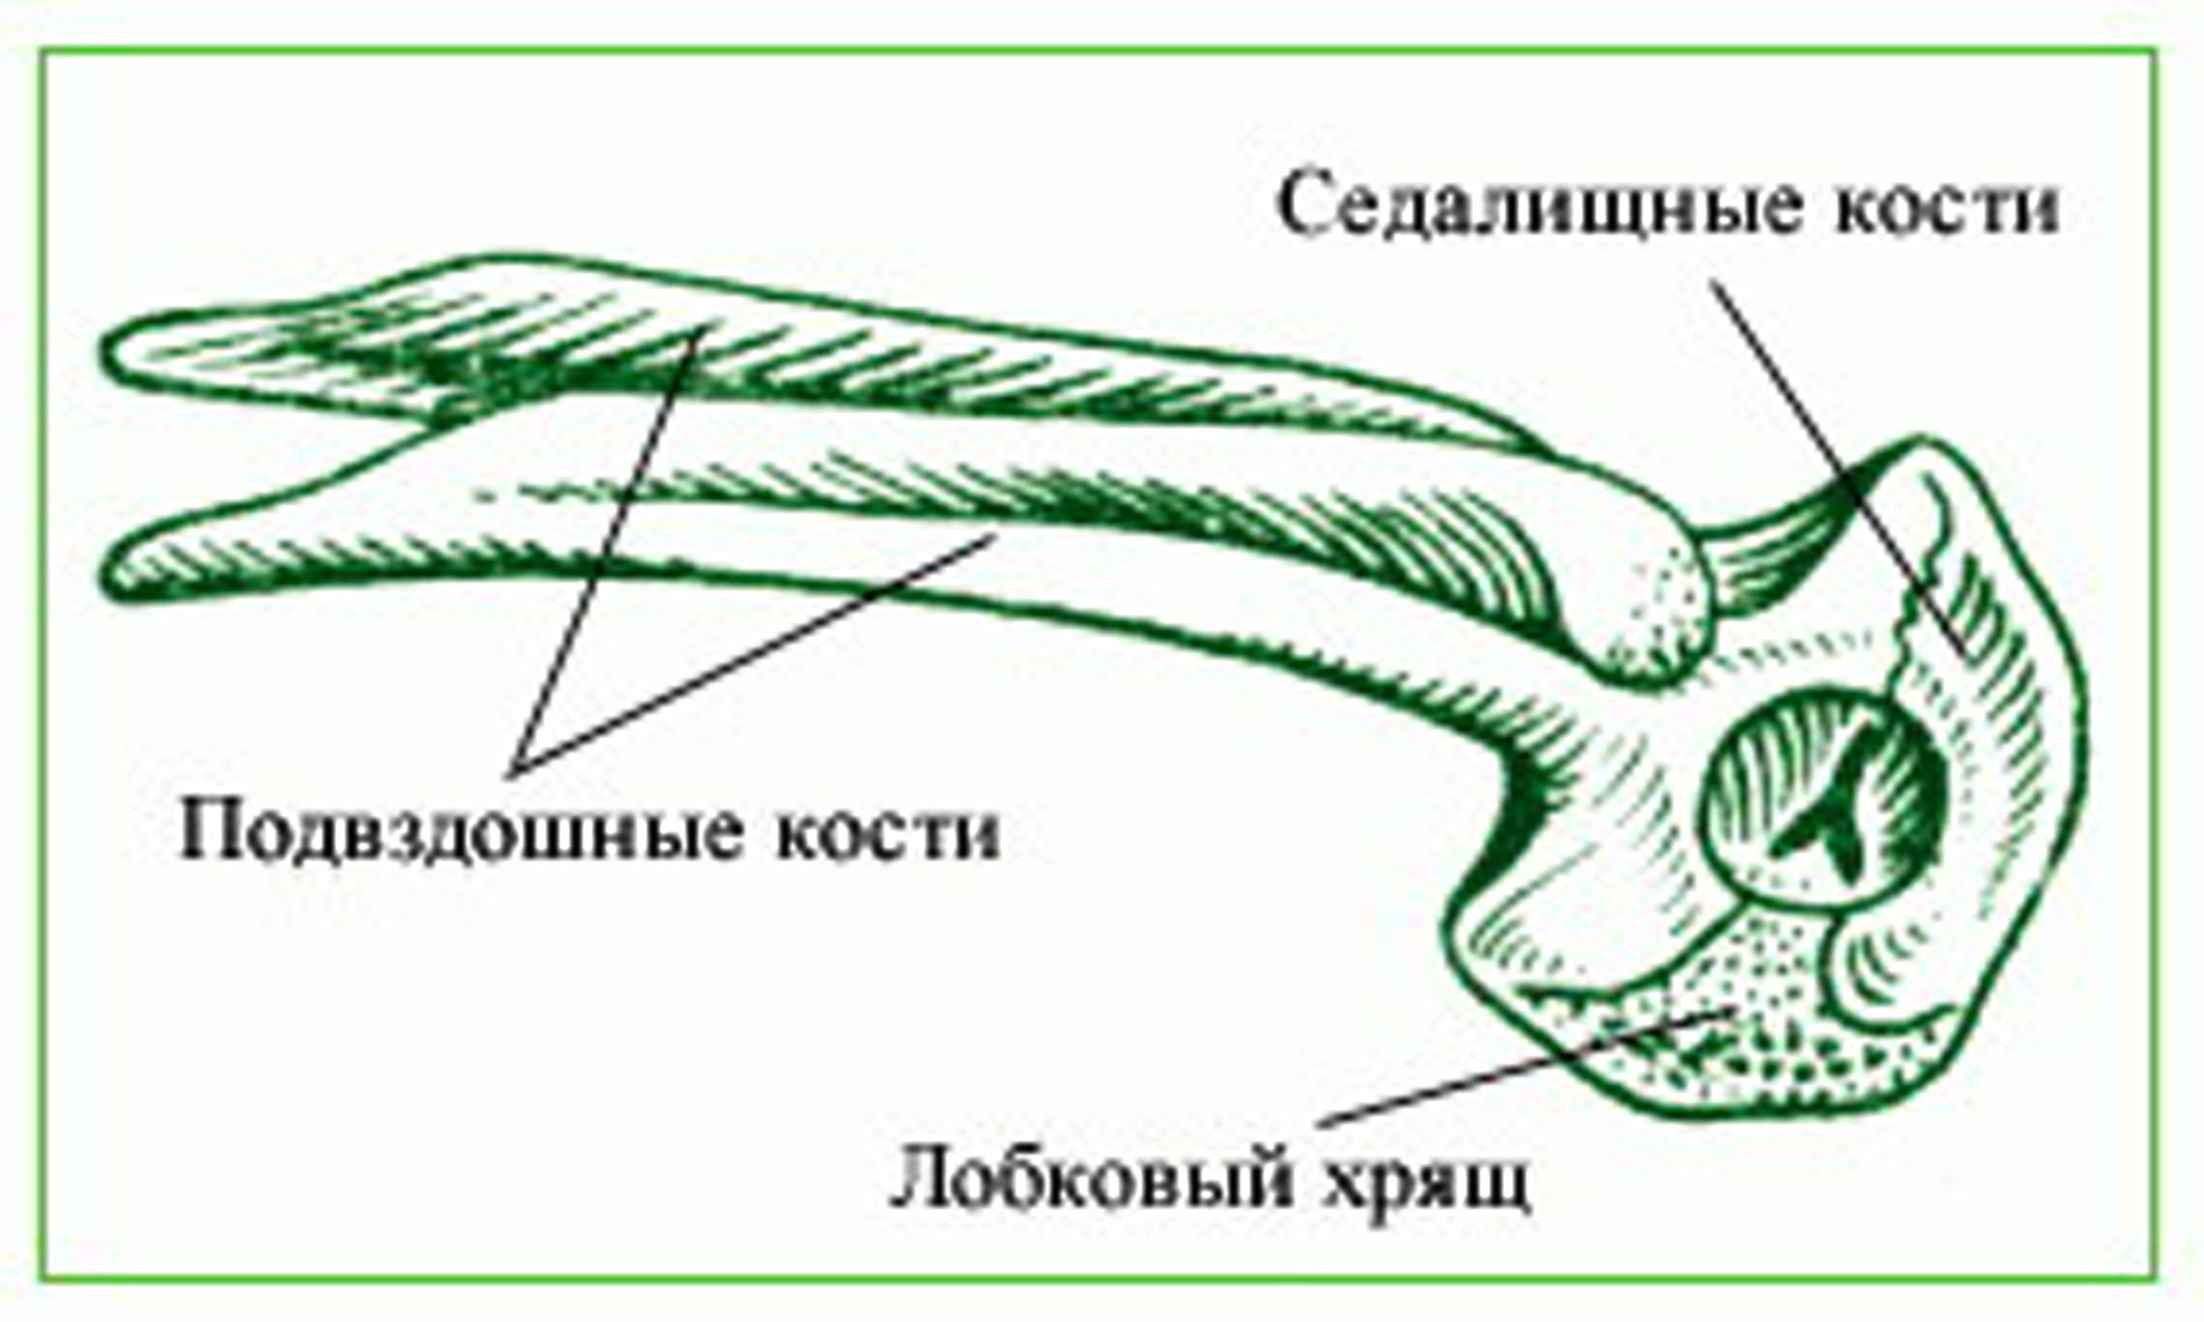 Седалищные кости
Подвздошные кости
Лобковый хрящ